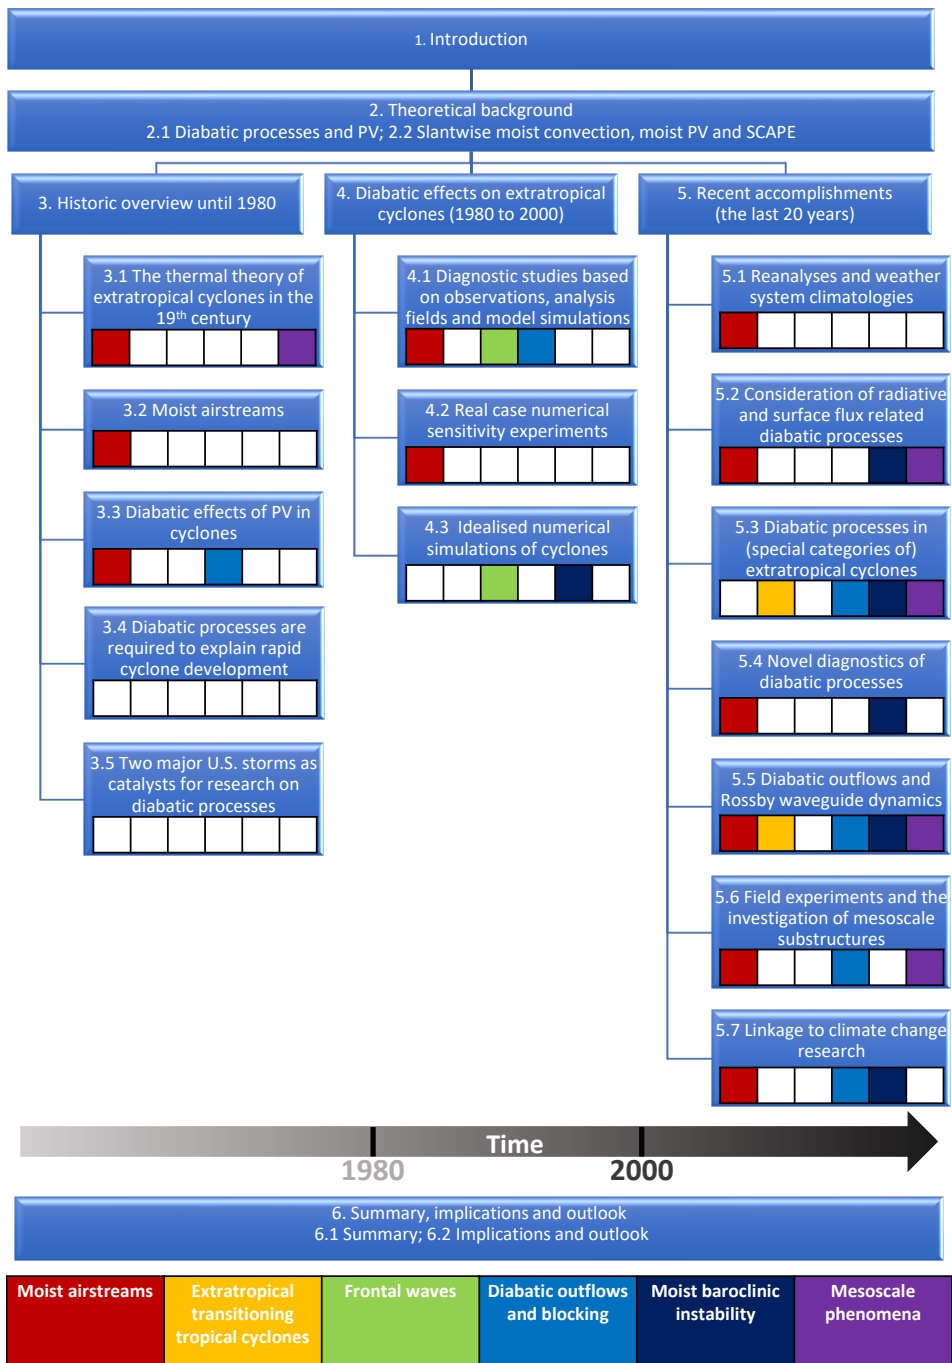 1. Introduction
2. Theoretical background
2.1 Diabatic processes and PV; 2.2 Slantwise moist convection, moist PV and SCAPE
3. Historic overview until 1980
3.1 The thermal theory of
extratropical cyclones in the
19th century
3.2 Moist airstreams
3.3 Diabatic effects of PV in
cyclones
3.4 Diabatic processes are
required to explain rapid
cyclone development
3.5 Two major U.S. storms as
catalysts for research on
diabatic processes
4. Diabatic effects on extratropical
cyclones (1980 to 2000)
4.1 Diagnostic studies based
on observations, analysis
fields and model simulations
4.2 Real case numerical
sensitivity experiments
4.3 Idealised numerical
simulations of cyclones
5. Recent accomplishments
(the last 20 years)
5.1 Reanalyses and weather
system climatologies
5.2 Consideration of radiative
and surface flux related
diabatic processes
5.3 Diabatic processes in
(special categories of)
extratropical cyclones
5.4 Novel diagnostics of
diabatic processes
5.5 Diabatic outflows and
Rossby waveguide dynamics
5.6 Field experiments and the
investigation of mesoscale
substructures
5.7 Linkage to climate change
research
Time
1980
2000
6. Summary, implications and outlook
6.1 Summary; 6.2 Implications and outlook
Moist airstreams
Extratropical
transitioning
tropical cyclones
Frontal waves
Diabatic outflows
and blocking
Moist baroclinic
instability
Mesoscale
phenomena